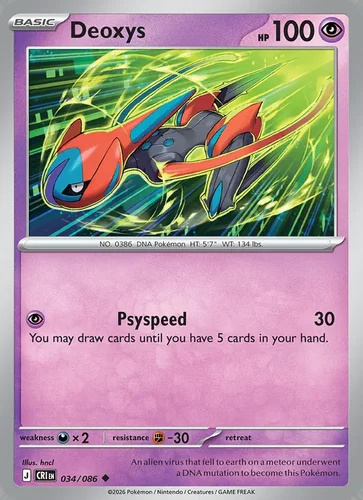 BASIC
Deoxys
HP 100
NO. 0386 DNA Pokémon HT: 5'7" WT: 134 lbs.
Psyspeed 30
You may draw cards until you have 5 cards in your hand.
weakness ×2 resistance -30 retreat
Illus. hncl
An alien virus that fell to earth on a meteor underwent
a DNA mutation to become this Pokémon.
J CRI EN 034/086
©2026 Pokémon / Nintendo / Creatures / GAME FREAK